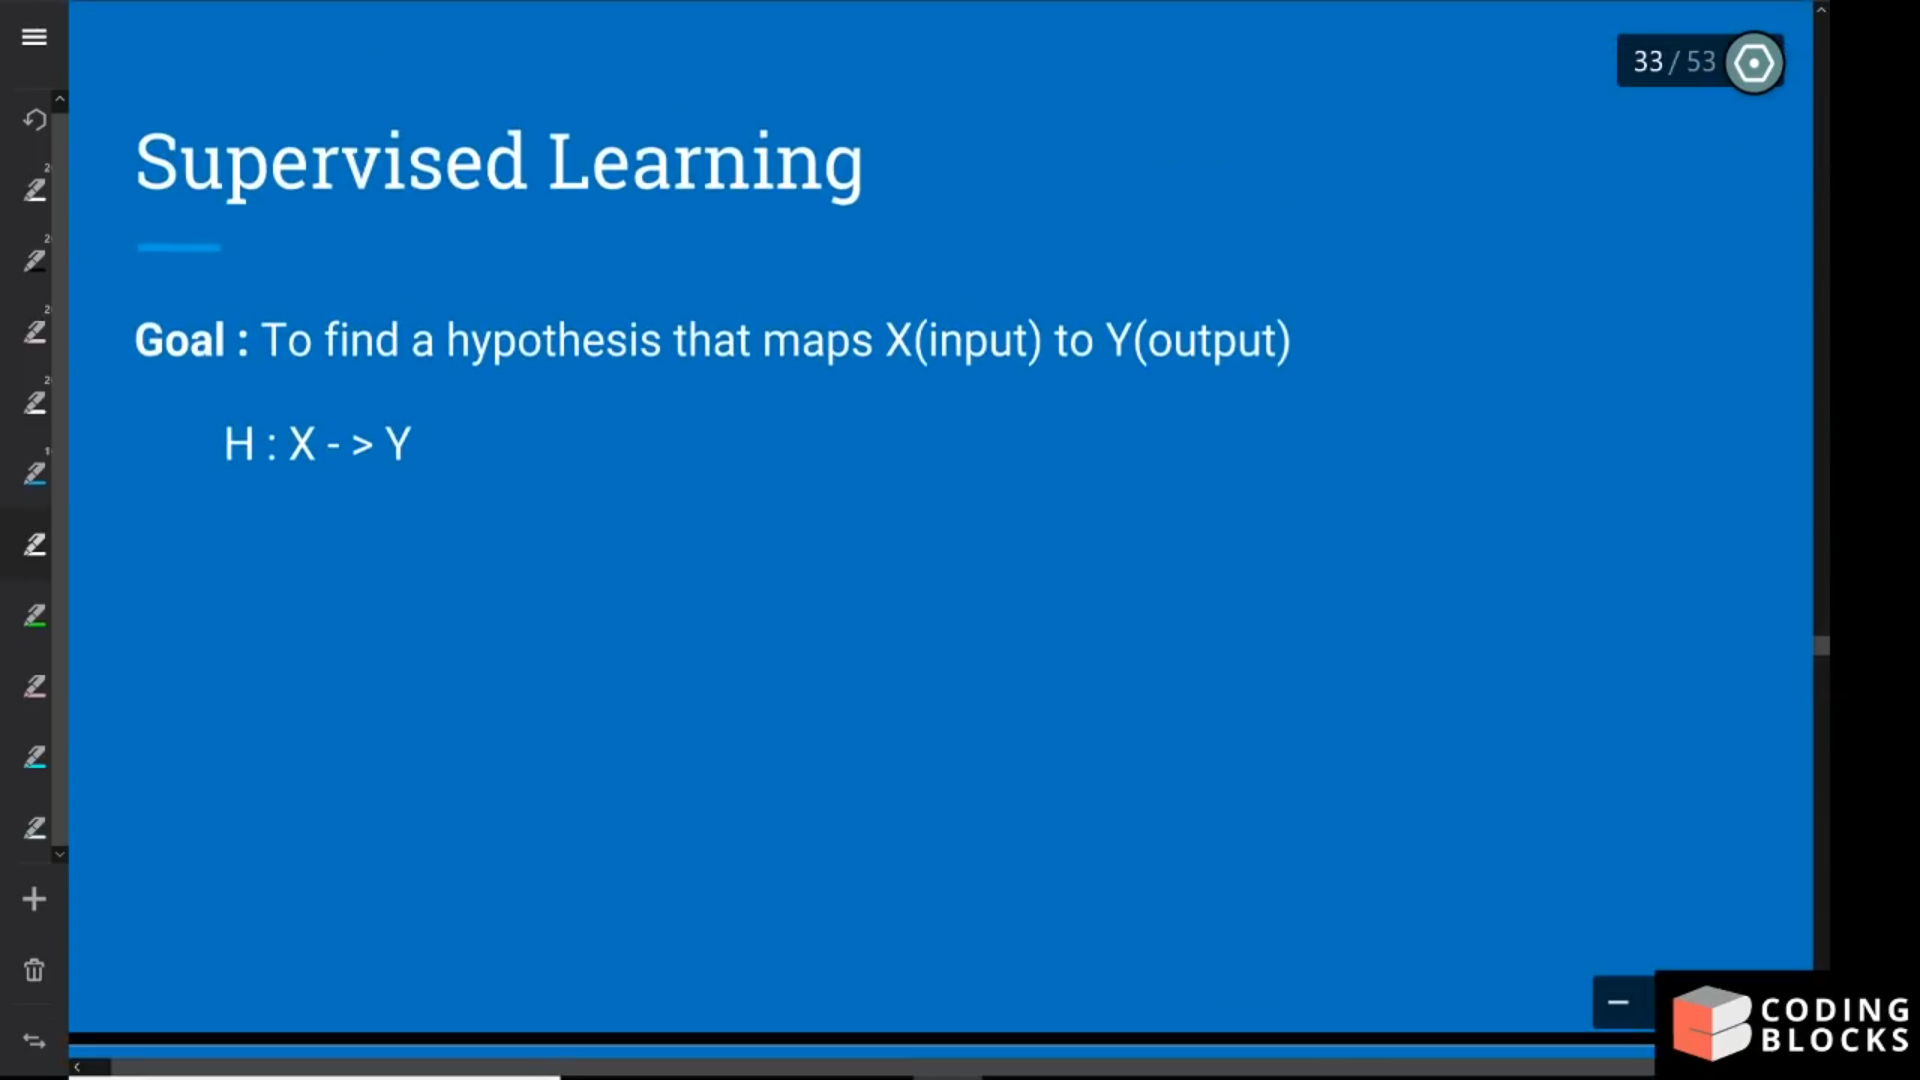 33 / 53
Supervised Learning
Goal : To find a hypothesis that maps X(input) to Y(output)
H : X - > Y
CODING
BLOCKS